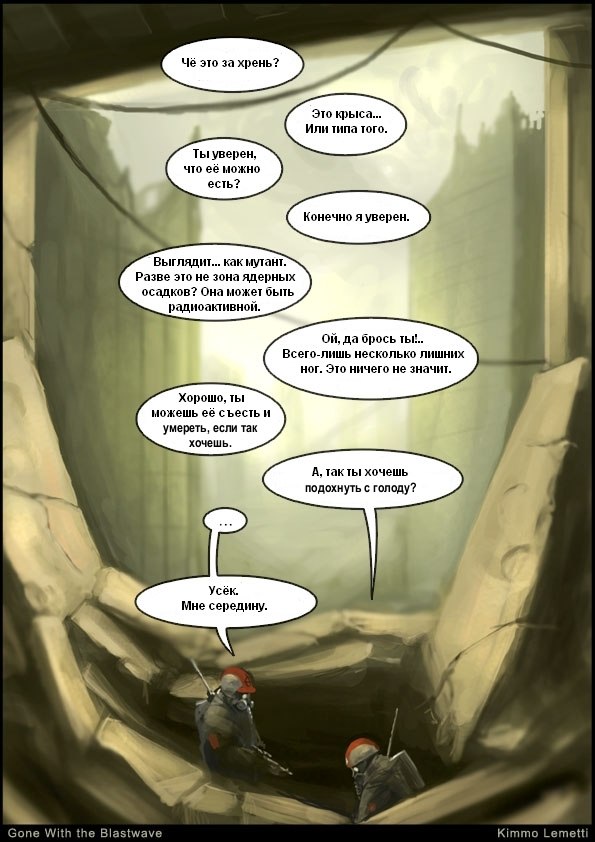 Чё это за хрень?
Это крыса...
Или типа того.
Ты уверен,
что её можно
есть?
Конечно я уверен.
Выглядит... как мутант.
Разве это не зона ядерных
осадков? Она может быть
радиоактивной.
Ой, да брось ты!..
Всего-лишь несколько лишних
ног. Это ничего не значит.
Хорошо, ты
можешь её съесть и
умереть, если так
хочешь.
А, так ты хочешь
подохнуть с голоду?
...
Усёк.
Мне середину.
Gone With the Blastwave
Kimmo Lemetti